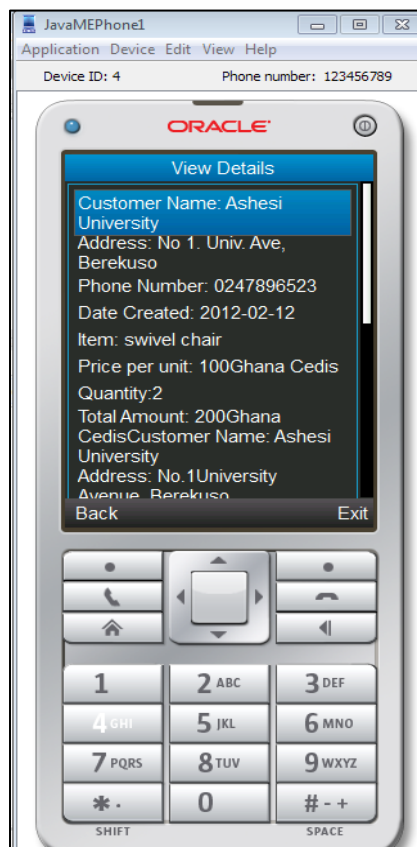 JavaMEPhone1
Application Device Edit View Help
Device ID: 4 Phone number: 123456789
ORACLE
View Details
Customer Name: Ashesi
University
Address: No 1. Univ. Ave,
Berekuso
Phone Number: 0247896523
Date Created: 2012-02-12
Item: swivel chair
Price per unit: 100Ghana Cedis
Quantity:2
Total Amount: 200Ghana
CedisCustomer Name: Ashesi
University
Address: No.1University
Avenue, Berekuso
Back Exit
1 2 ABC 3 DEF
4 GHI 5 JKL 6 MNO
7 PQRS 8 TUV 9 WXYZ
* . 0 # - +
SHIFT SPACE